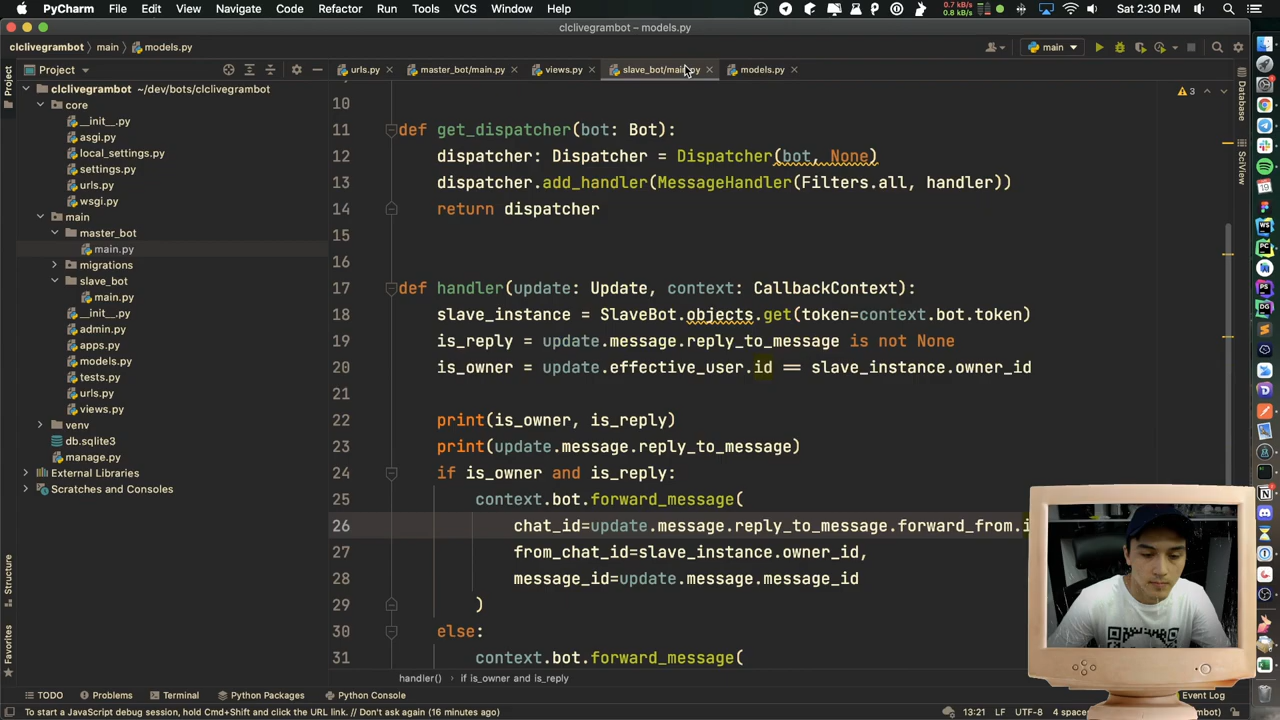 PyCharm File Edit View Navigate Code Refactor Run Tools VCS Window Help 0.7 kB/s 0.8 kB/s Sat 2:30 PM
clclivegrambot – models.py
clclivegrambot main models.py main
Project urls.py master_bot/main.py views.py slave_bot/main.py models.py
Project
clclivegrambot ~/dev/bots/clclivegrambot
core
__init__.py
asgi.py
local_settings.py
settings.py
urls.py
wsgi.py
main
master_bot
main.py
migrations
slave_bot
main.py
__init__.py
admin.py
apps.py
models.py
tests.py
urls.py
views.py
venv
db.sqlite3
manage.py
External Libraries
Scratches and Consoles
Structure
Favorites
3
10
11 def get_dispatcher(bot: Bot):
12 dispatcher: Dispatcher = Dispatcher(bot, None)
13 dispatcher.add_handler(MessageHandler(Filters.all, handler))
14 return dispatcher
15
16
17 def handler(update: Update, context: CallbackContext):
18 slave_instance = SlaveBot.objects.get(token=context.bot.token)
19 is_reply = update.message.reply_to_message is not None
20 is_owner = update.effective_user.id == slave_instance.owner_id
21
22 print(is_owner, is_reply)
23 print(update.message.reply_to_message)
24 if is_owner and is_reply:
25 context.bot.forward_message(
26 chat_id=update.message.reply_to_message.forward_from.i
27 from_chat_id=slave_instance.owner_id,
28 message_id=update.message.message_id
29 )
30 else:
31 context.bot.forward_message(
Database
SciView
handler() if is_owner and is_reply
TODO Problems Terminal Python Packages Python Console Event Log
To start a JavaScript debug session, hold Cmd+Shift and click the URL link. // Don't ask again (16 minutes ago) 13:21 LF UTF-8 4 spaces